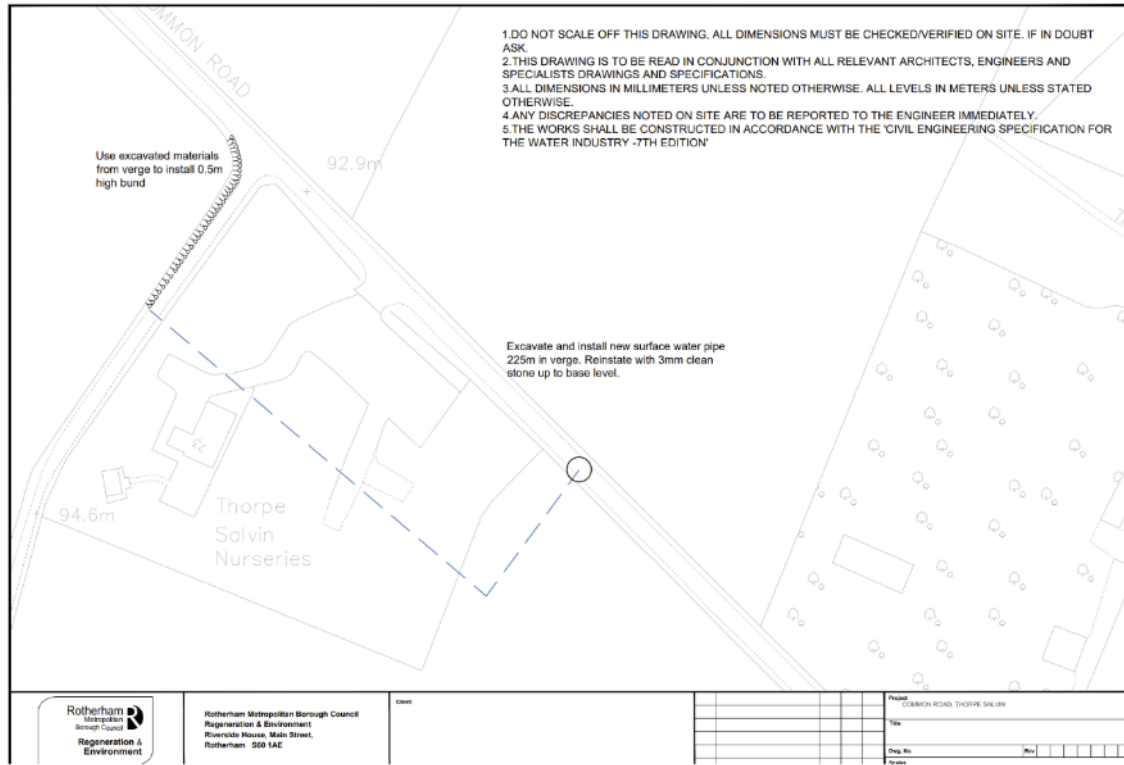 COMMON ROAD
1.DO NOT SCALE OFF THIS DRAWING, ALL DIMENSIONS MUST BE CHECKED/VERIFIED ON SITE. IF IN DOUBT
ASK.
2.THIS DRAWING IS TO BE READ IN CONJUNCTION WITH ALL RELEVANT ARCHITECTS, ENGINEERS AND
SPECIALISTS DRAWINGS AND SPECIFICATIONS.
3.ALL DIMENSIONS IN MILLIMETERS UNLESS NOTED OTHERWISE. ALL LEVELS IN METERS UNLESS STATED
OTHERWISE.
4.ANY DISCREPANCIES NOTED ON SITE ARE TO BE REPORTED TO THE ENGINEER IMMEDIATELY.
5.THE WORKS SHALL BE CONSTRUCTED IN ACCORDANCE WITH THE 'CIVIL ENGINEERING SPECIFICATION FOR
THE WATER INDUSTRY -7TH EDITION'
Use excavated materials
from verge to install 0.5m
high bund
92.9m
Excavate and install new surface water pipe
225m in verge. Reinstate with 3mm clean
stone up to base level.
73
94.6m
Thorpe
Salvin
Nurseries
Rotherham
Metropolitan
Borough Council
Regeneration &
Environment
Rotherham Metropolitan Borough Council
Regeneration & Environment
Riverside House, Main Street,
Rotherham S60 1AE
Client:
Project
COMMON ROAD, THORPE SALVIN
Title
Dwg. No.
Rev
Scales